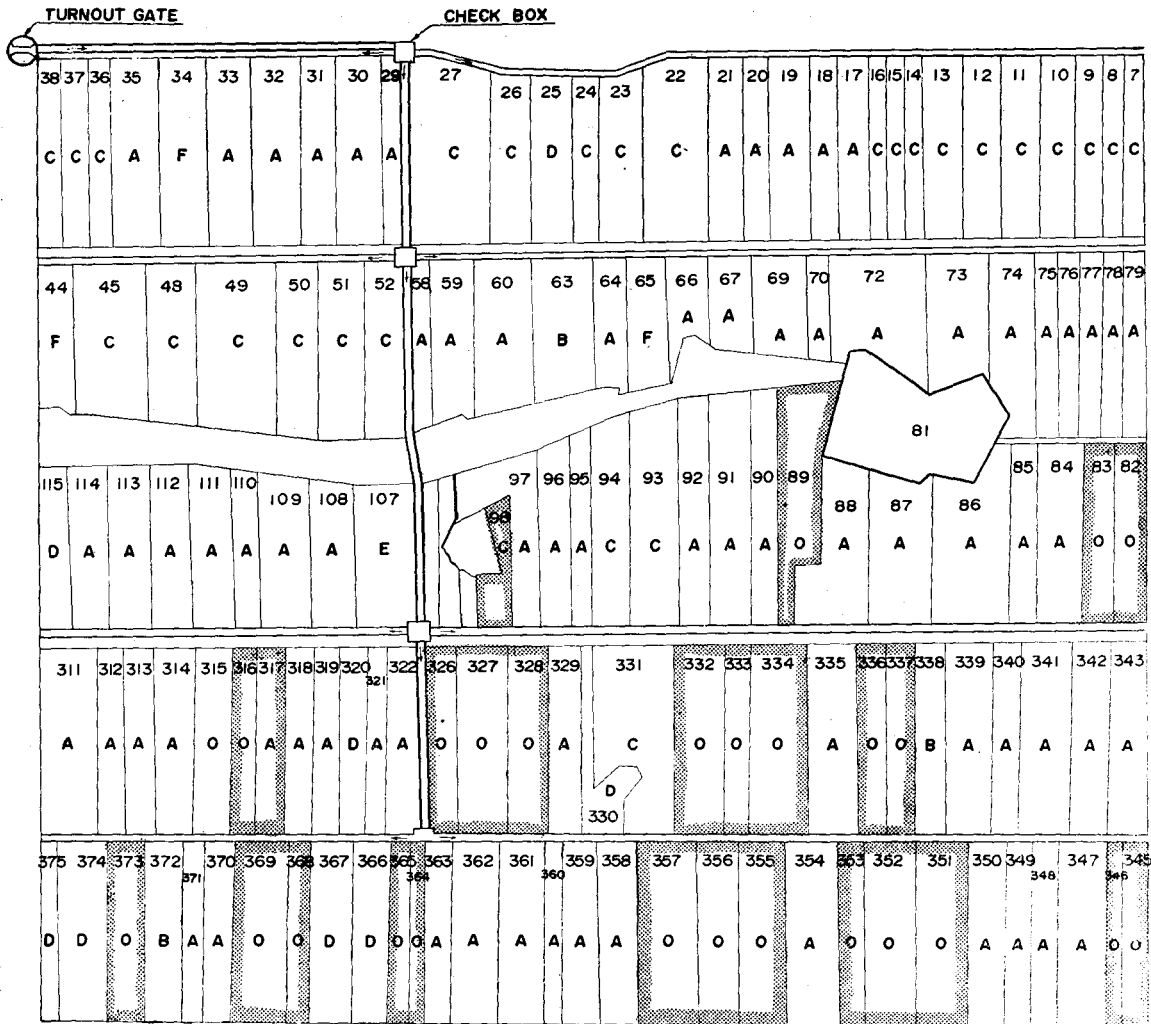 TURNOUT GATE CHECK BOX
38 37 36 35 34 33 32 31 30 29 27 26 25 24 23 22 21 20 19 18 17 16 15 14 13 12 11 10 9 8 7
C C C A F A A A A A C C D C C C A A A A A C C C C C C C C C C
44 45 48 49 50 51 52 58 59 60 63 64 65 66 67 69 70 72 73 74 75 76 77 78 79
F C C C C C C A A A B A F A A A A A A A A A A A A
81
115 114 113 112 111 110 109 108 107 98 97 96 95 94 93 92 91 90 89 88 87 86 85 84 83 82
D A A A A A A A E C A A A C C A A A O A A A A A O O
311 312 313 314 315 316 317 318 319 320 321 322 326 327 328 329 331 332 333 334 335 336 337 338 339 340 341 342 343
A A A A O O A A A D A A O O O A C O O O A O O B A A A A A
D
330
375 374 373 372 371 370 369 368 367 366 365 364 363 362 361 360 359 358 357 356 355 354 353 352 351 350 349 348 347 346 345
D D O B A A O O D D O O A A A A A A O O O A O O O A A A A O O